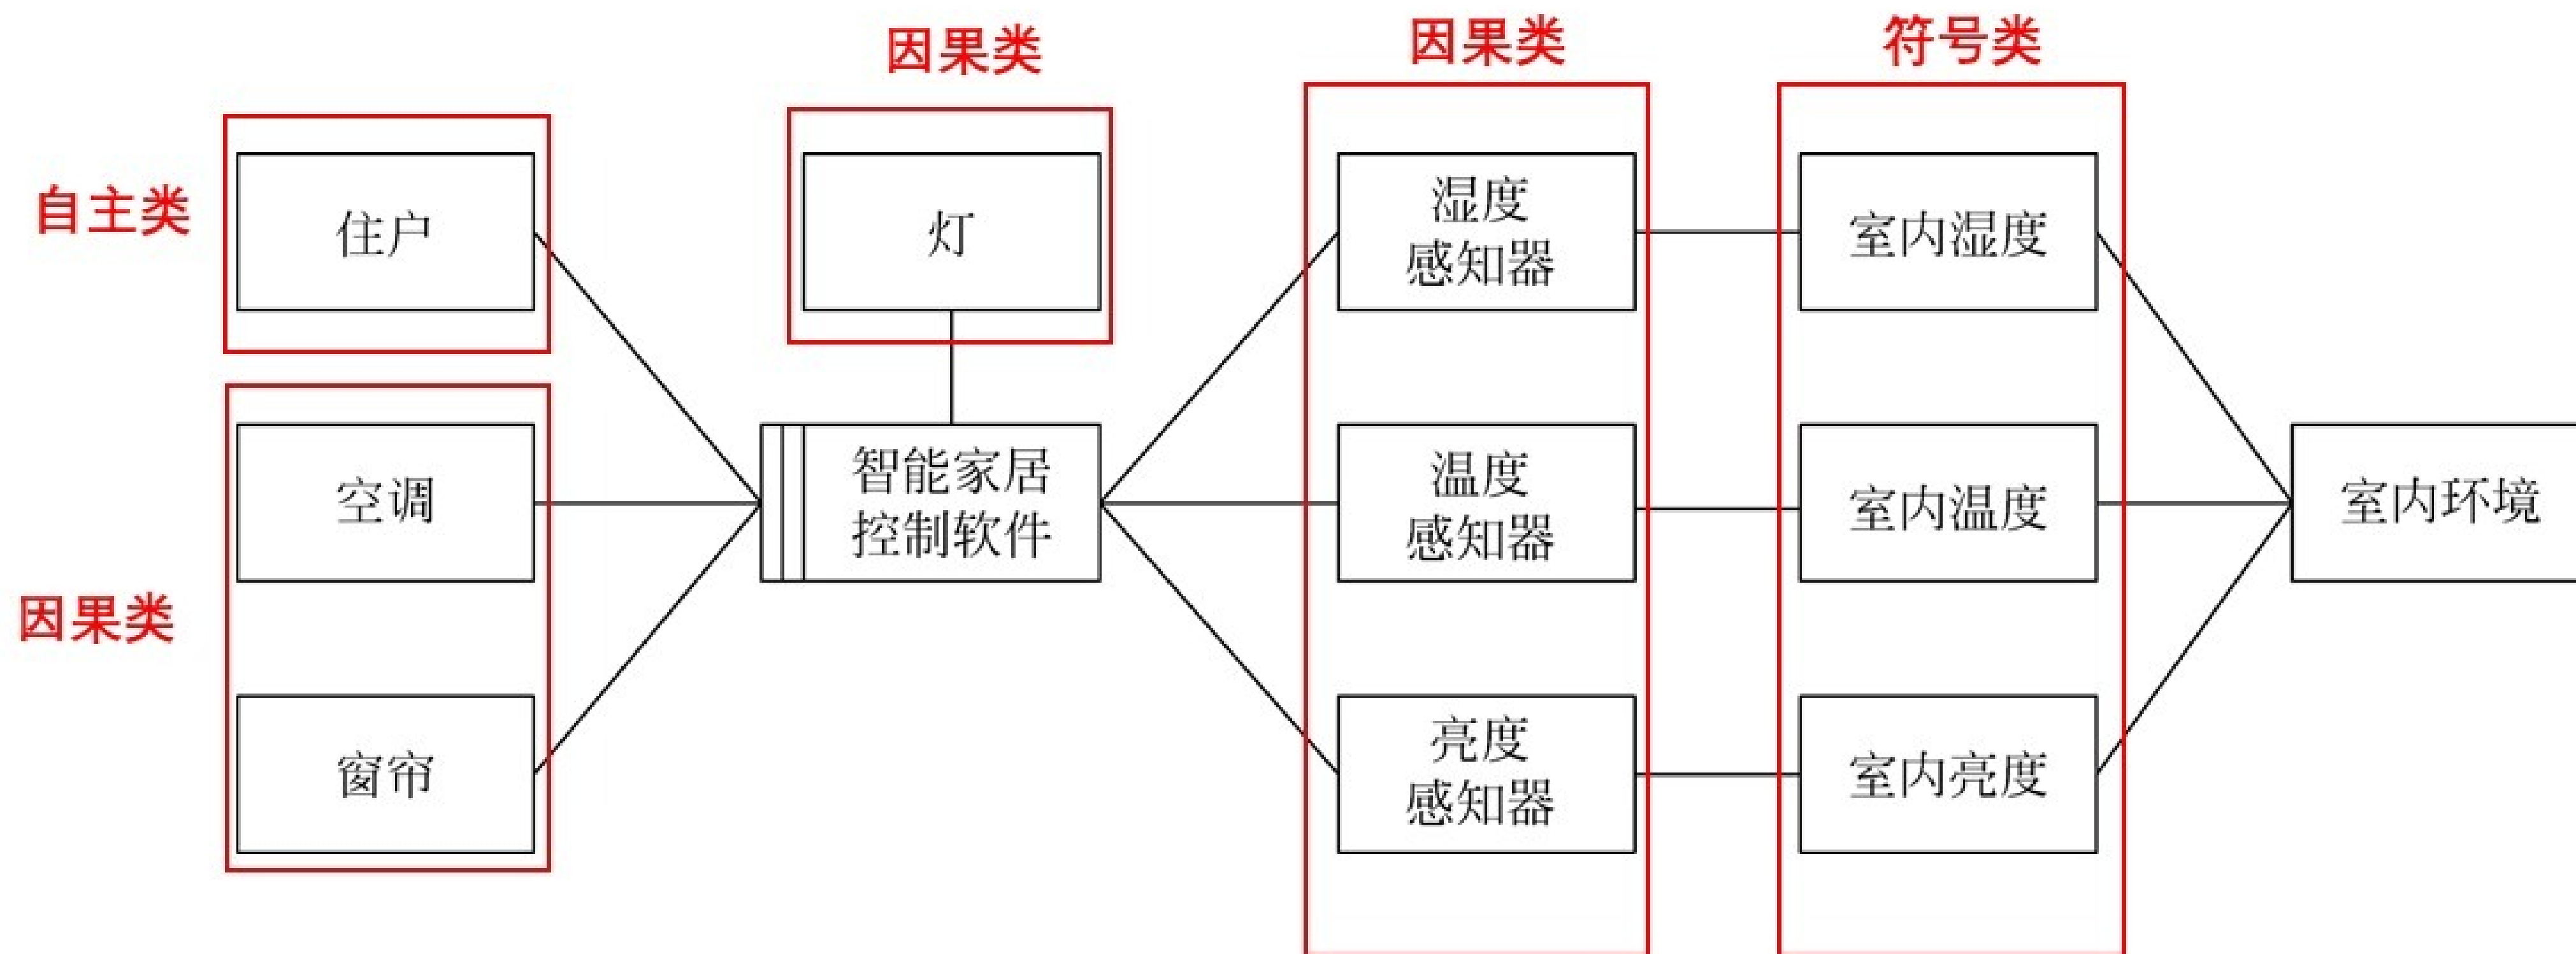 因果类
因果类
符号类
自主类
住户
灯
湿度
感知器
室内湿度
空调
智能家居
控制软件
温度
感知器
室内温度
室内环境
因果类
窗帘
亮度
感知器
室内亮度